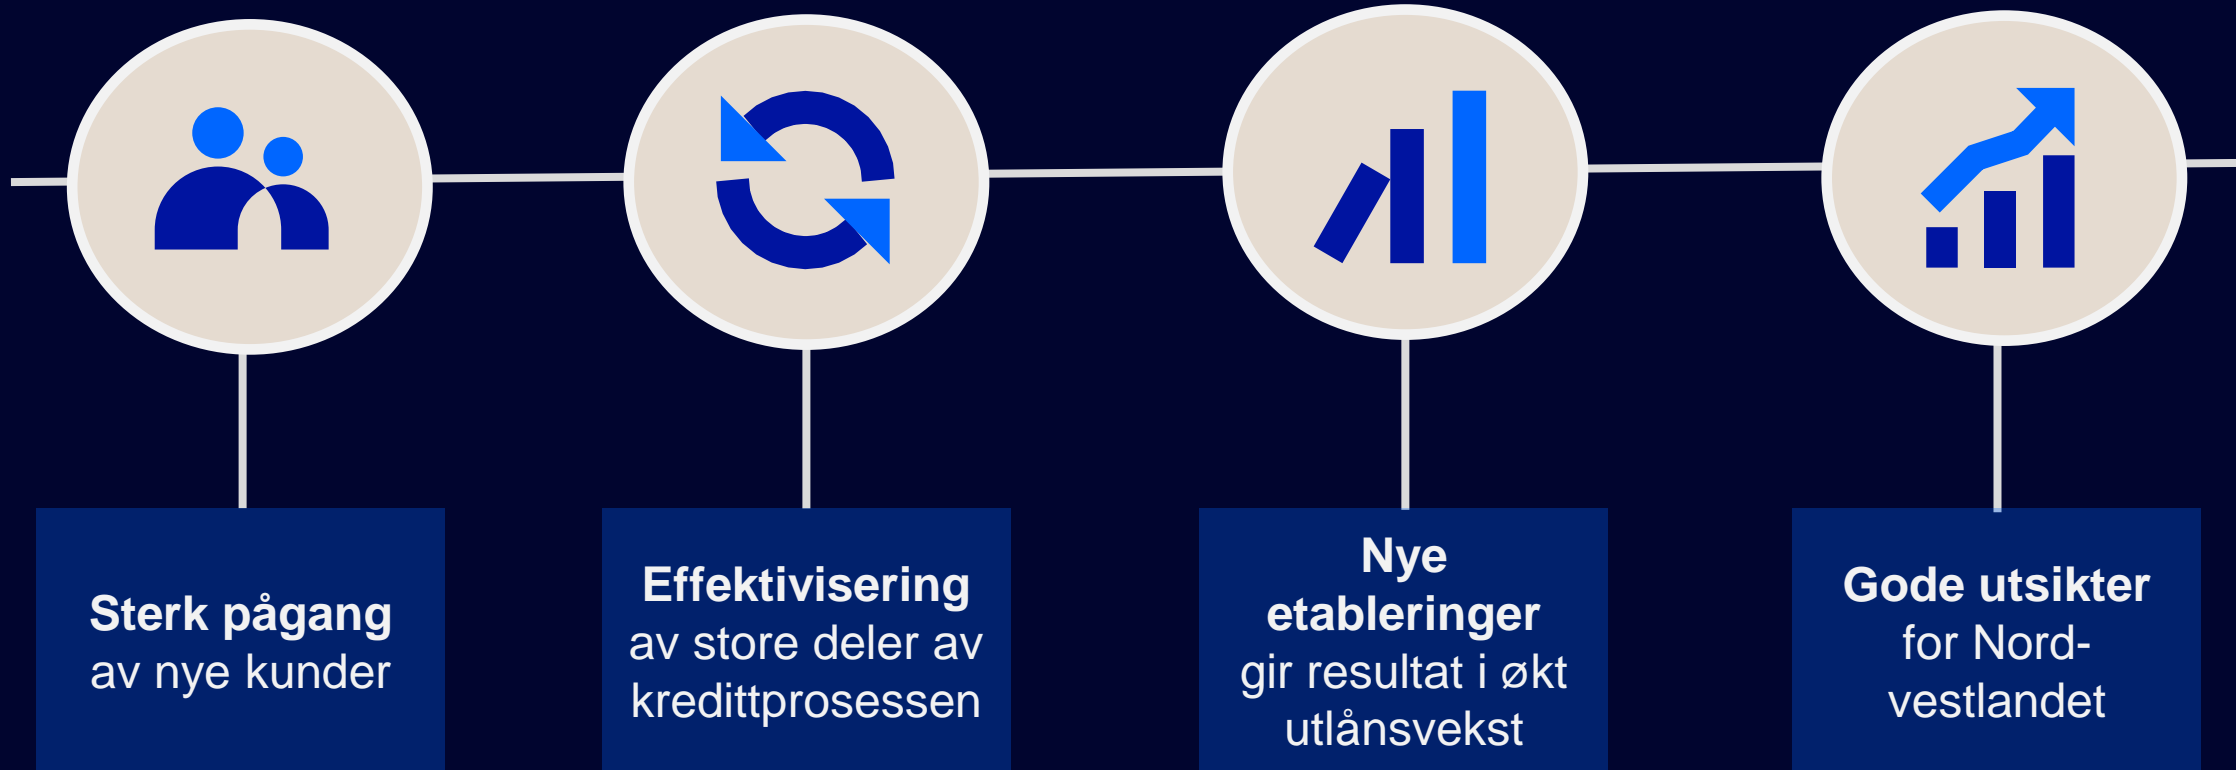 Sterk pågang
av nye kunder
Effektivisering
av store deler av
kredittprosessen
Nye
etableringer
gir resultat i økt
utlånsvekst
Gode utsikter
for Nord-
vestlandet